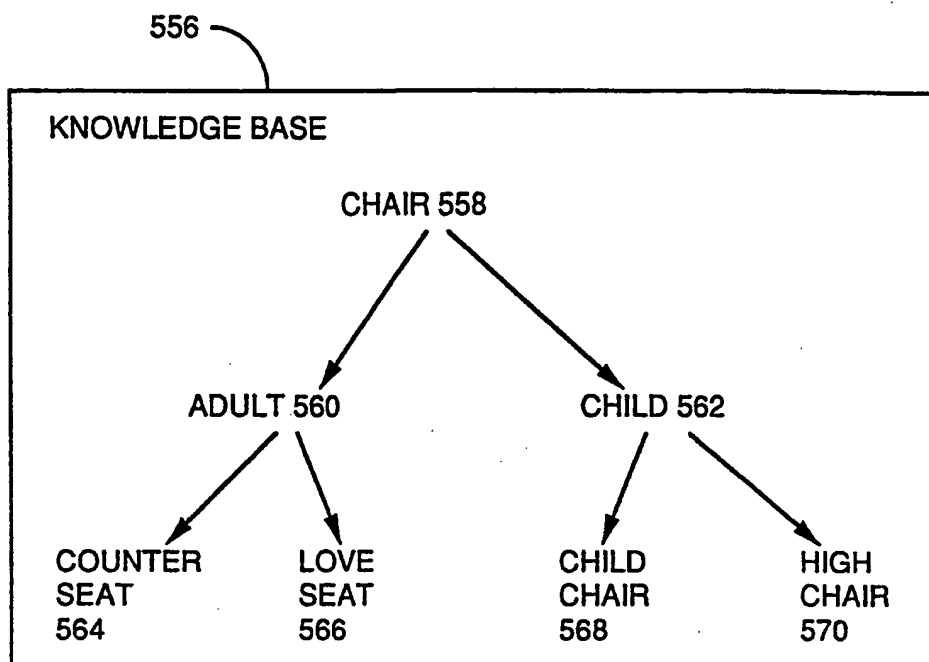 556
KNOWLEDGE BASE
CHAIR 558
ADULT 560
CHILD 562
COUNTER
SEAT
564
LOVE
SEAT
566
CHILD
CHAIR
568
HIGH
CHAIR
570